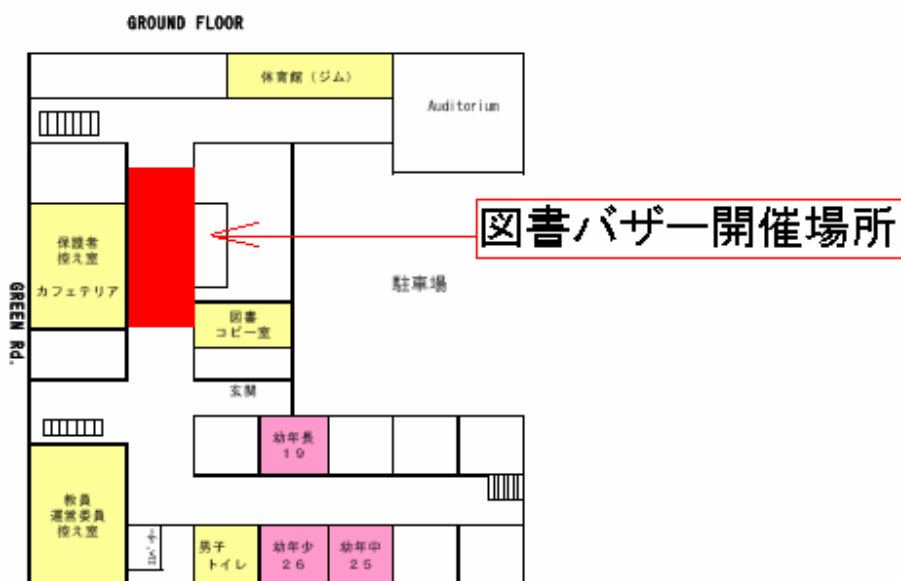 GROUND FLOOR
体育館（ジム）
Auditorium
図書バザー開催場所
保護者
控え室
カフェテリア
駐車場
GREEN Rd.
図書
コピー室
玄関
幼年長
19
教員
運営委員
控え室
男子
トイレ
幼年少
26
幼年中
25